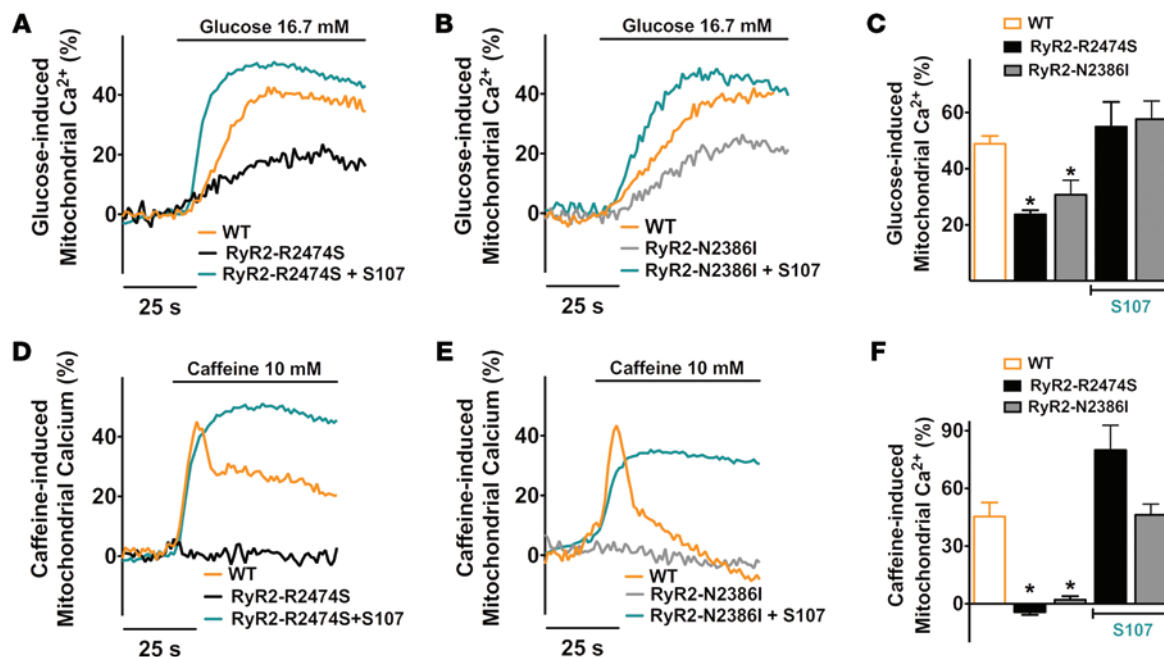 A
Glucose 16.7 mM
Glucose-induced
Mitochondrial Ca2+ (%)
40
20
0
WT
RyR2-R2474S
RyR2-R2474S + S107
25 s
B
Glucose 16.7 mM
Glucose-induced
Mitochondrial Ca2+ (%)
40
20
0
WT
RyR2-N2386I
RyR2-N2386I + S107
25 s
C
WT
RyR2-R2474S
RyR2-N2386I
Glucose-induced
Mitochondrial Ca2+ (%)
60
40
20
* *
S107
D
Caffeine 10 mM
Caffeine-induced
Mitochondrial Calcium (%)
40
20
0
WT
RyR2-R2474S
RyR2-R2474S+S107
25 s
E
Caffeine 10 mM
Caffeine-induced
Mitochondrial Calcium (%)
40
20
0
WT
RyR2-N2386I
RyR2-N2386I + S107
25 s
F
WT
RyR2-R2474S
RyR2-N2386I
Caffeine-induced
Mitochondrial Ca2+ (%)
90
60
30
0
* *
S107